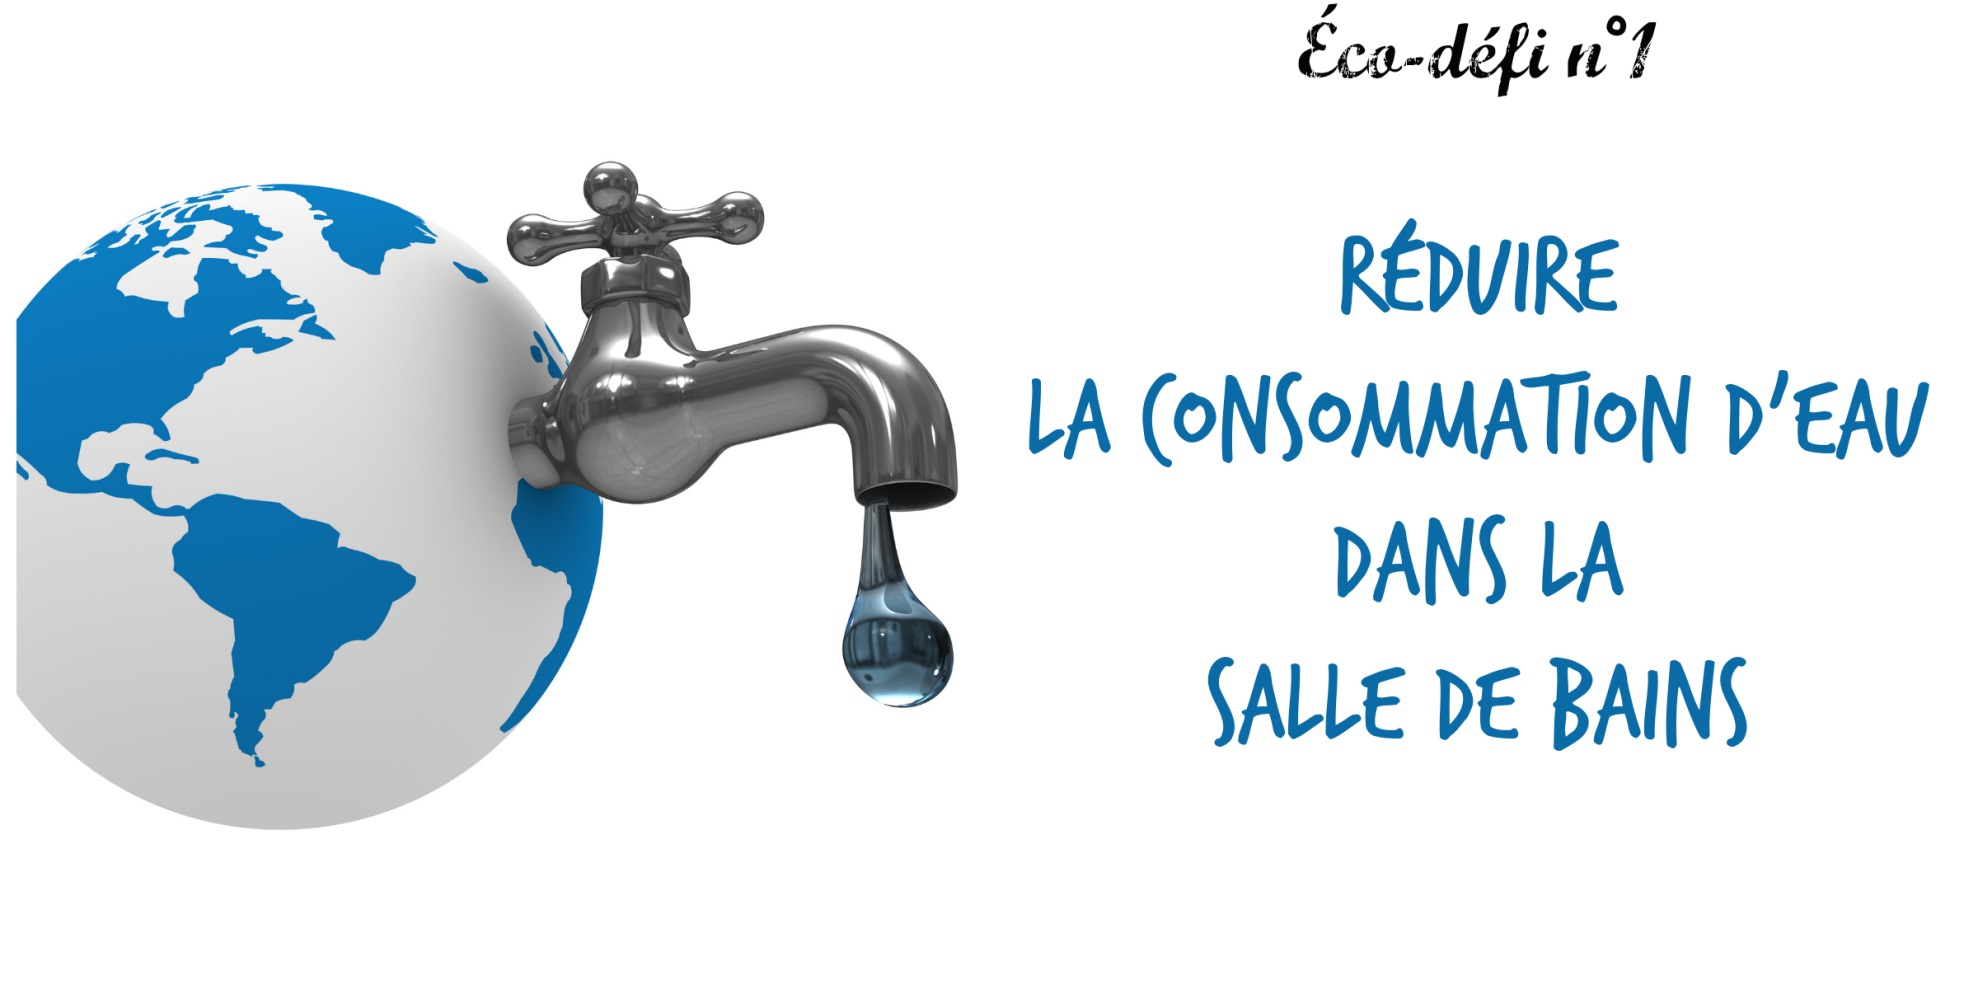 Éco-défi n°1
RÉDUIRE
LA CONSOMMATION D'EAU
DANS LA
SALLE DE BAINS